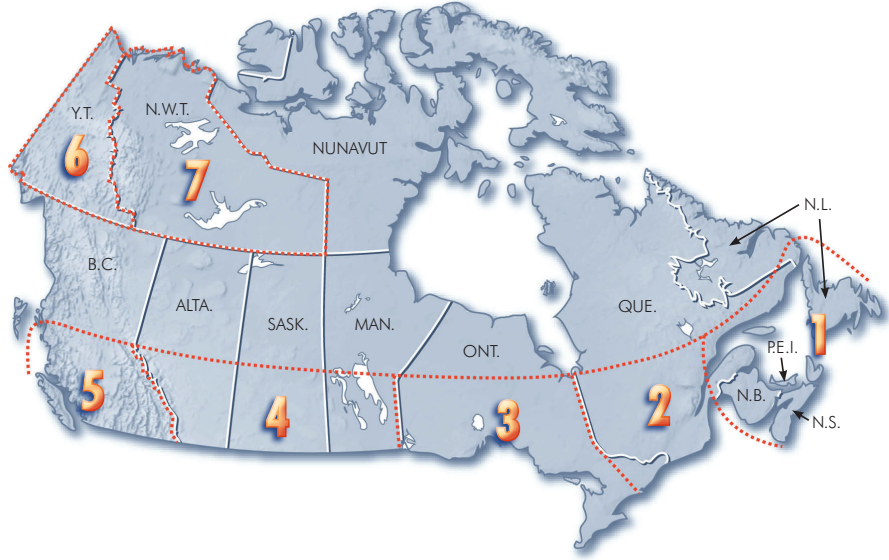 Y.T.
N.W.T.
NUNAVUT
6
7
N.L.
B.C.
ALTA.
SASK.
MAN.
ONT.
QUE.
1
P.E.I.
N.B.
N.S.
5
4
3
2